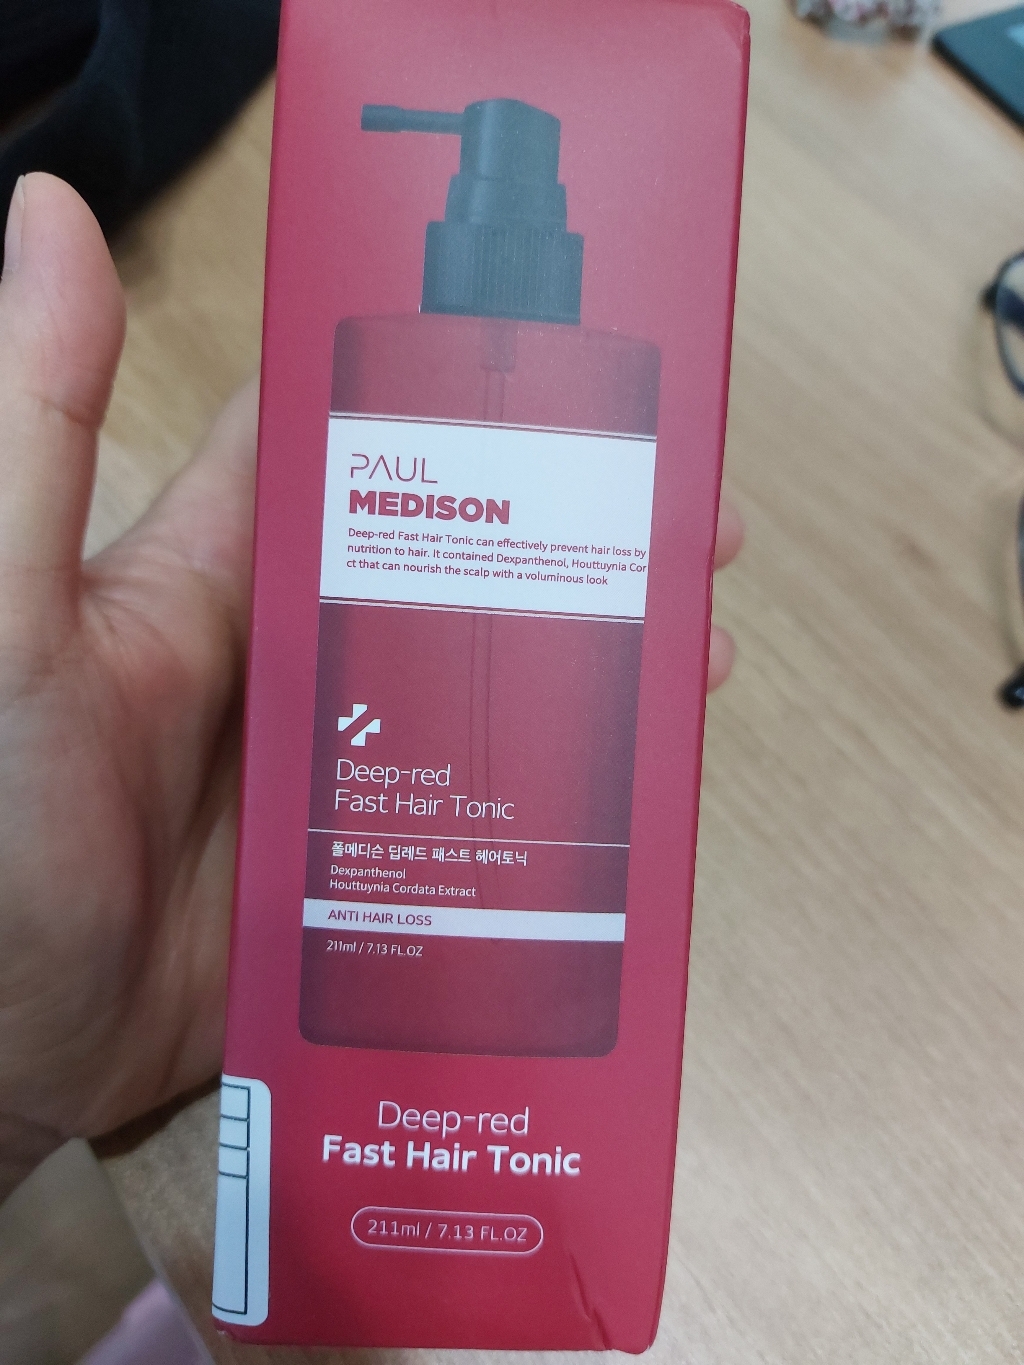 PAUL
MEDISON
Deep-red Fast Hair Tonic can effectively prevent hair loss by
nutrition to hair. It contained Dexpanthenol, Houttuynia Cor
ct that can nourish the scalp with a voluminous look
Deep-red
Fast Hair Tonic
폴메디슨 딥레드 패스트 헤어토닉
Dexpanthenol
Houttuynia Cordata Extract
ANTI HAIR LOSS
211ml / 7.13 FL.OZ
Deep-red
Fast Hair Tonic
211ml / 7.13 FL.OZ